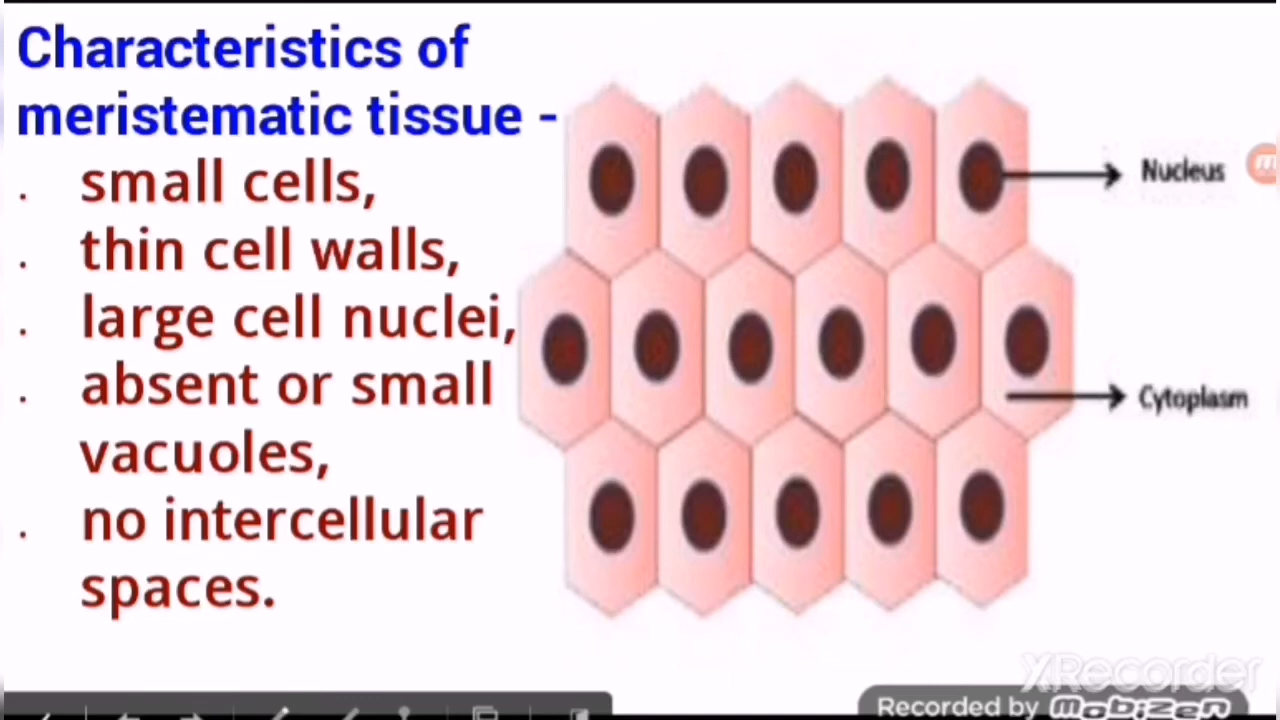 Characteristics of
meristematic tissue -
. small cells,
. thin cell walls,
. large cell nuclei,
. absent or small
vacuoles,
. no intercellular
spaces.
Nucleus
Cytoplasm
m
XRecorder
Recorded by mobizen